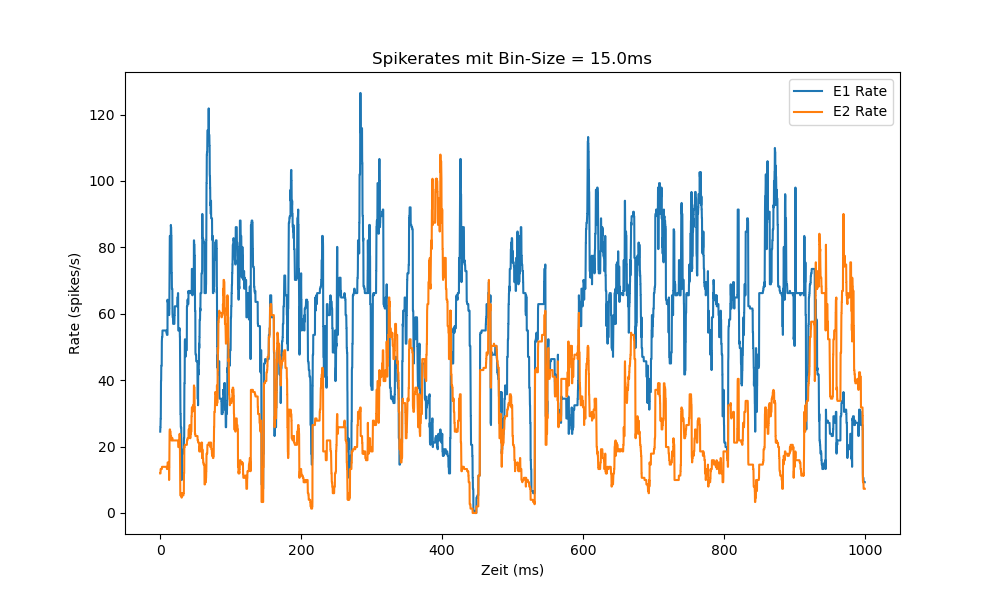 Spikerates mit Bin-Size = 15.0ms
E1 Rate
E2 Rate
Rate (spikes/s)
120
100
80
60
40
20
0
0 200 400 600 800 1000
Zeit (ms)